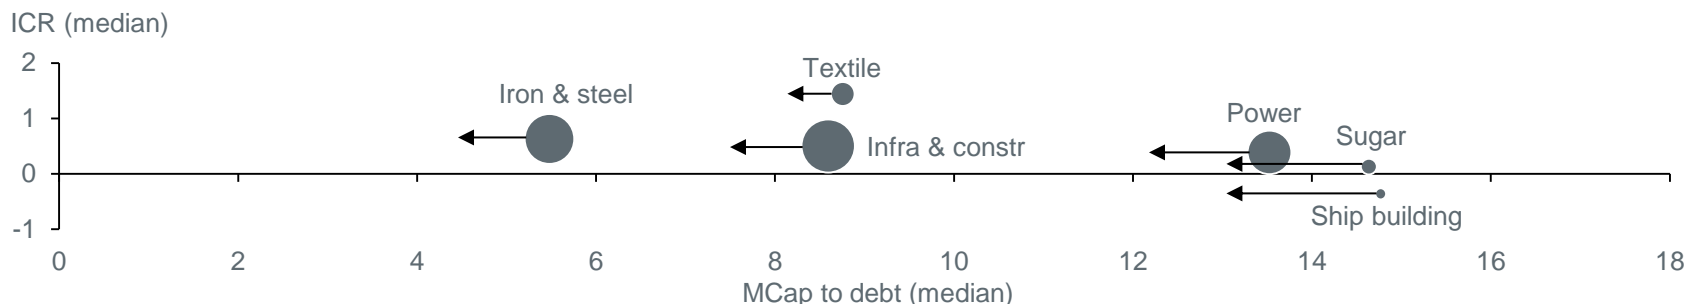 ICR (median)
2
Textile
Iron & steel
1
Power
Sugar
Infra & constr
0
Ship building
-1
0 2 4 6 8 10 12 14 16 18
MCap to debt (median)